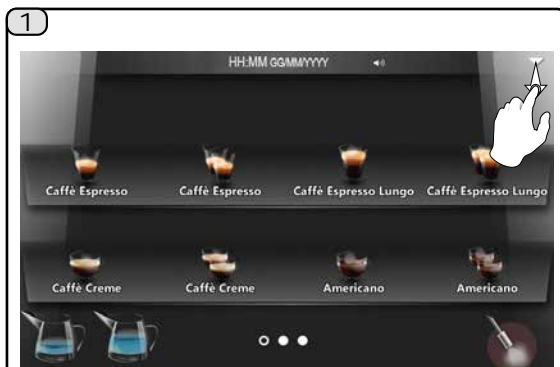 1
HH:MM GG/MM/YYYY
Caffè Espresso Caffè Espresso Caffè Espresso Lungo Caffè Espresso Lungo
Caffè Creme Caffè Creme Americano Americano